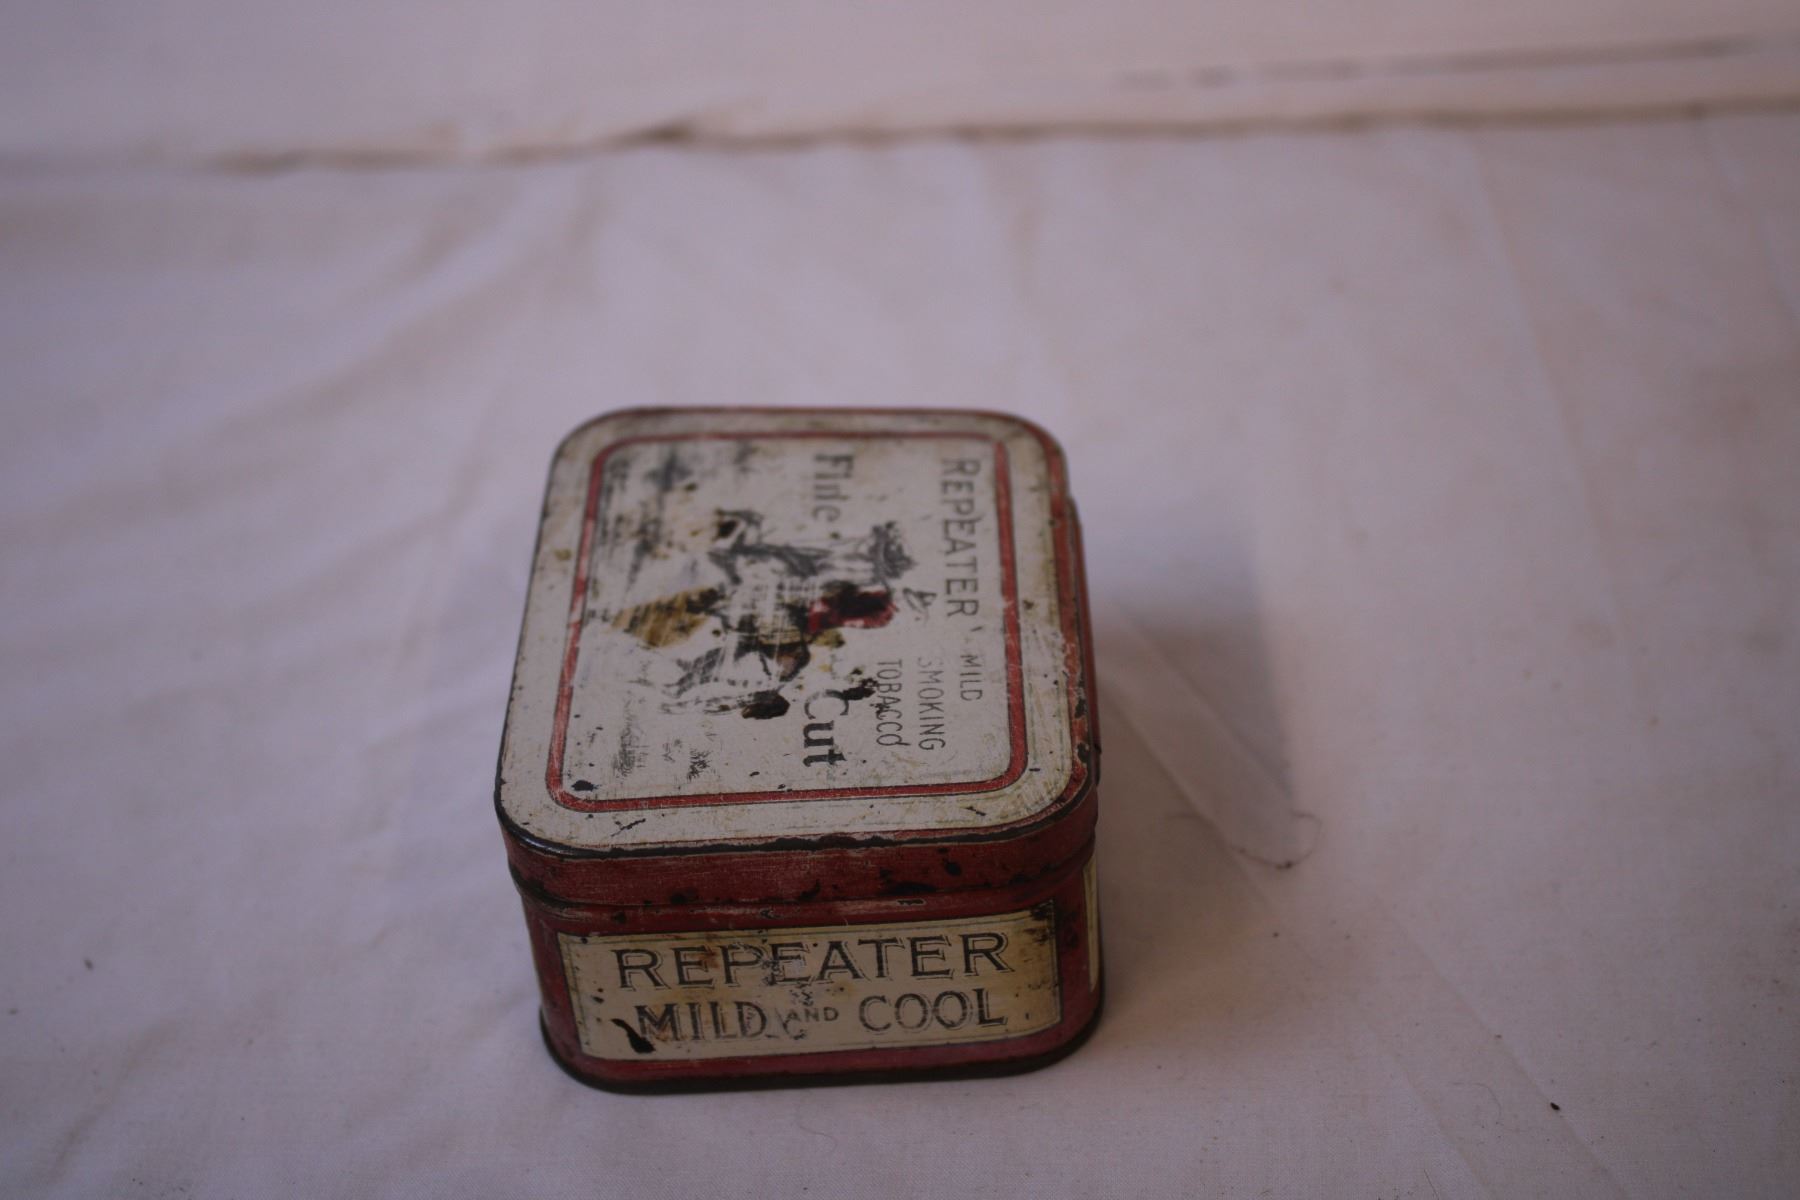 REPEATER MILD
SMOKING
TOBACCO
Fine Cut
REPEATER
MILD AND COOL